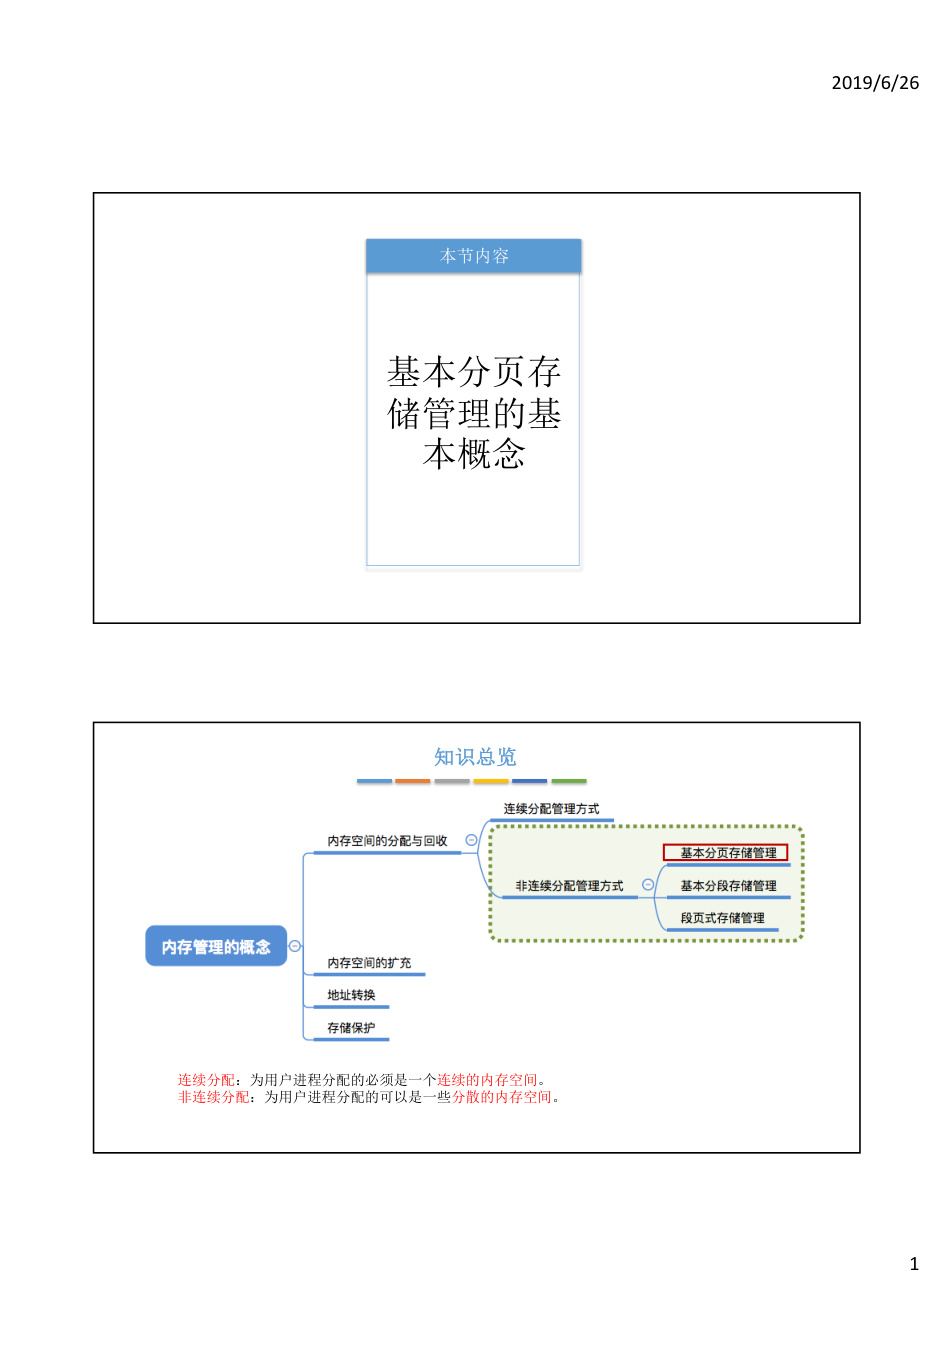 2019/6/26
本节内容
基本分页存
储管理的基
本概念
知识总览
连续分配管理方式
内存空间的分配与回收
基本分页存储管理
非连续分配管理方式
基本分段存储管理
段页式存储管理
内存管理的概念
内存空间的扩充
地址转换
存储保护
连续分配：为用户进程分配的必须是一个连续的内存空间。
非连续分配：为用户进程分配的可以是一些分散的内存空间。
1